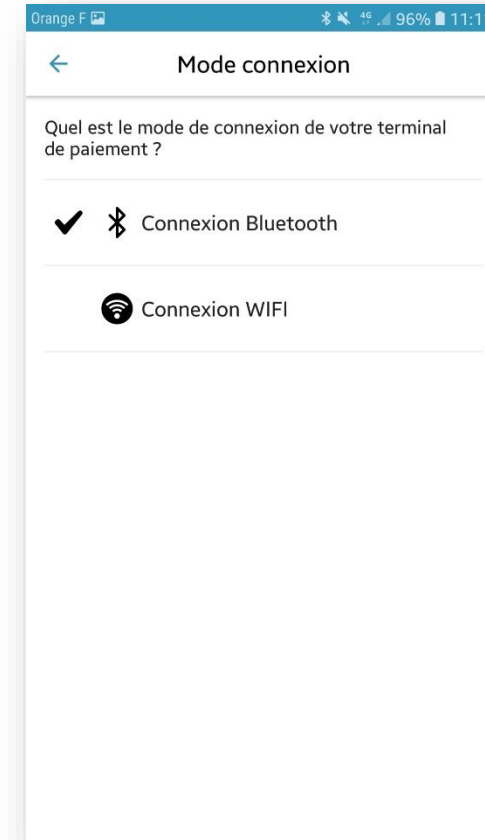 Orange F 4G 96% 11:1
Mode connexion
Quel est le mode de connexion de votre terminal
de paiement ?
Connexion Bluetooth
Connexion WIFI